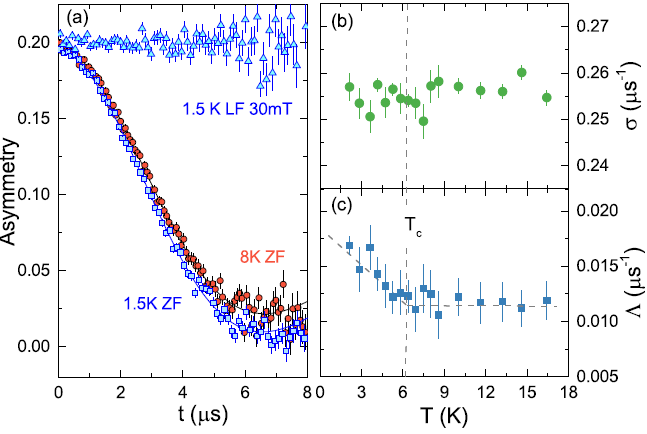 (a)
0.20
0.15
0.10
0.05
0.00
Asymmetry
1.5 K LF 30mT
8K ZF
1.5K ZF
0 2 4 6 8
t (μs)
(b)
0.27
0.26
0.25
0.24
σ (μs⁻¹)
(c)
T_c
0.020
0.015
0.010
0.005
Λ (μs⁻¹)
0 3 6 9 12 15 18
T (K)